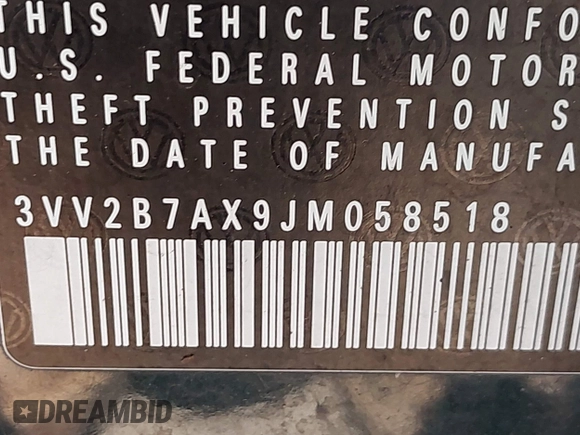 THIS VEHICLE CONFO
U.S. FEDERAL MOTOR
THEFT PREVENTION S
THE DATE OF MANUFA
3VV2B7AX9JM058518
DREAMBID